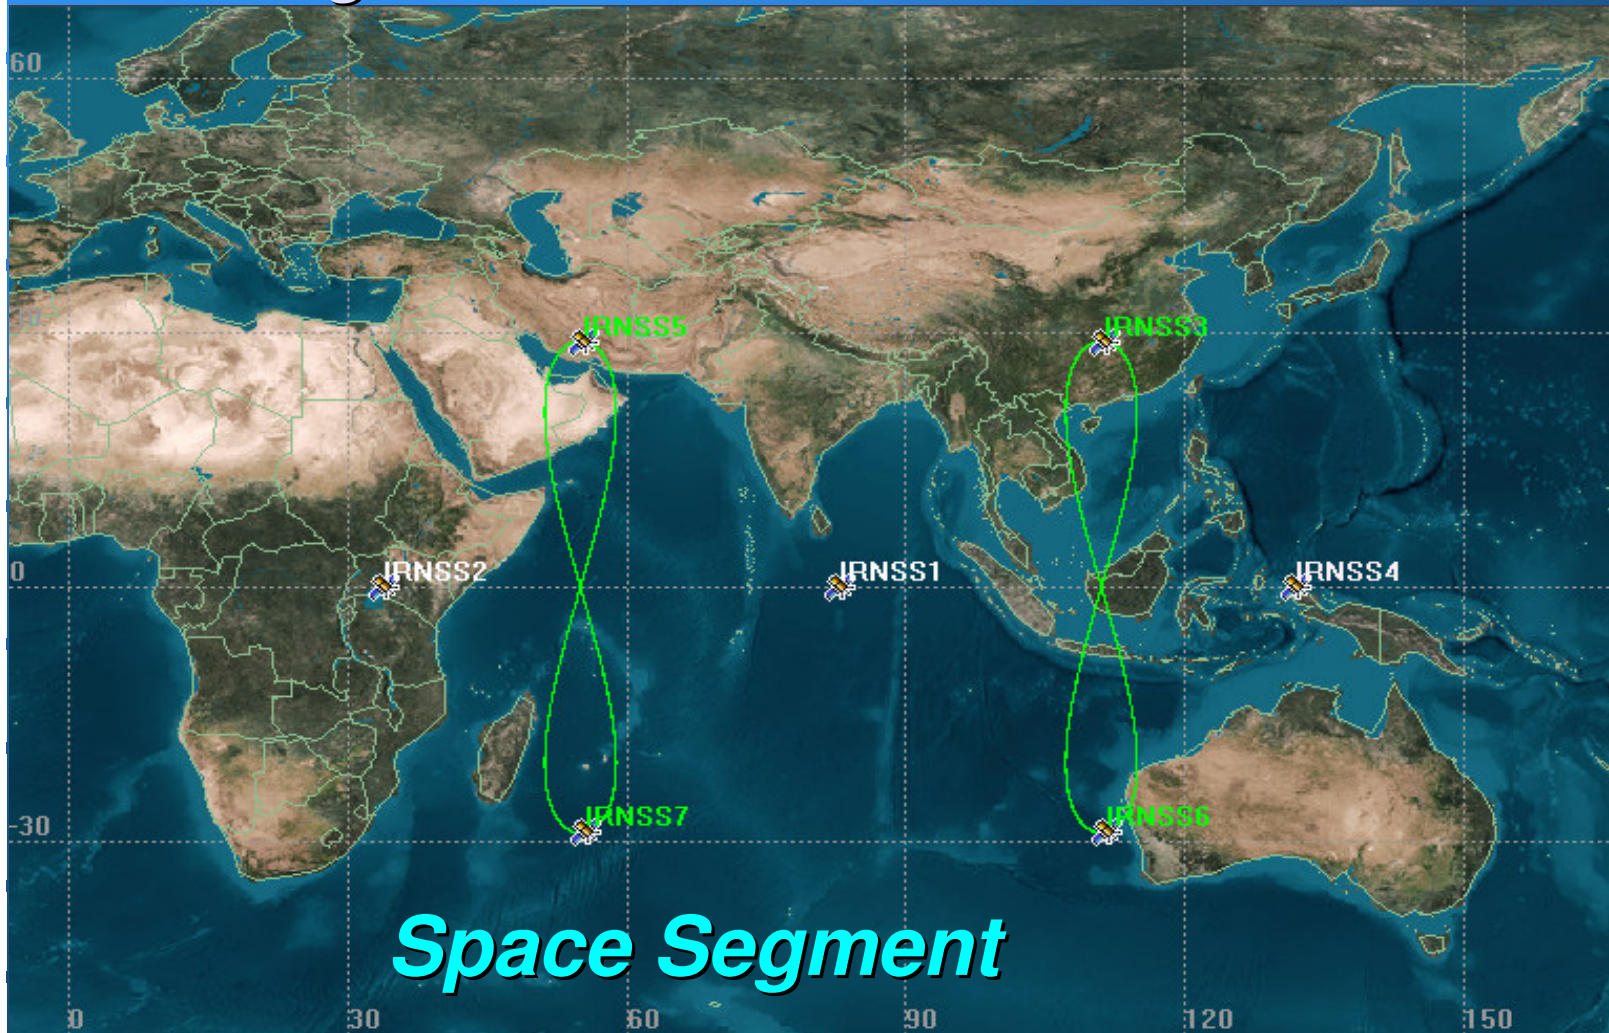 60
IRNSS5
IRNSS3
0
IRNSS2
IRNSS1
IRNSS4
-30
IRNSS7
IRNSS6
Space Segment
0
30
60
90
120
150